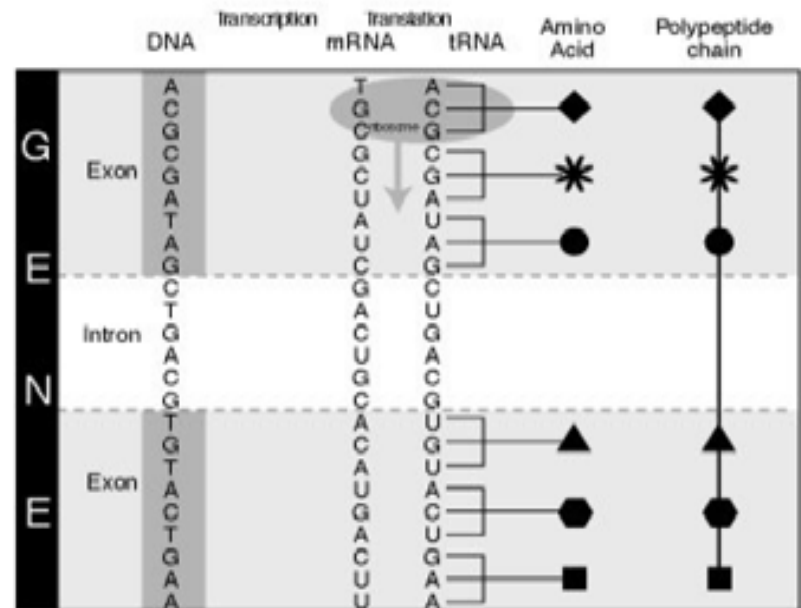 Transcription Translation
DNA mRNA tRNA Amino Acid Polypeptide chain
A T A
C G C
G C ribosome G
G
C G C
Exon
G C G
A U A
T A U
A U A
E
G C G
C G C
T A U
Intron
G C G
A U A
C G C
N
G C G
T A U
G C G
T A U
Exon
A U A
C G C
E
T A U
G C G
A U A
A U A